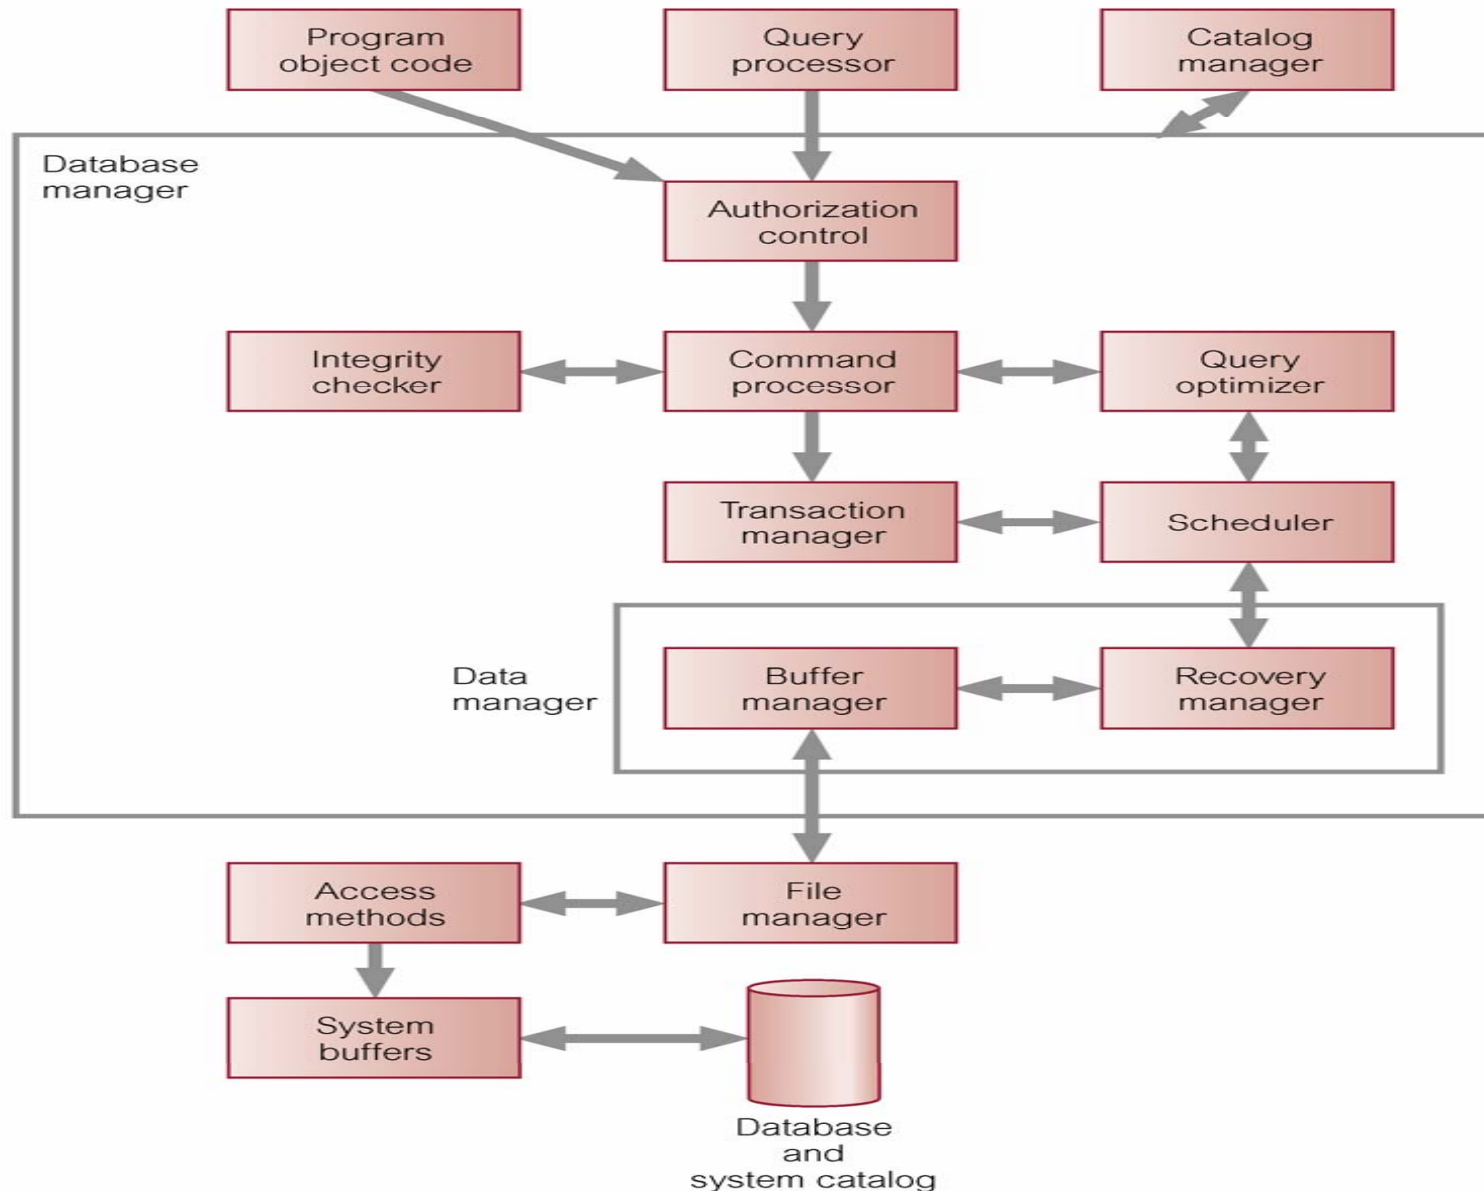 Program
object code
Query
processor
Catalog
manager
Database
manager
Authorization
control
Integrity
checker
Command
processor
Query
optimizer
Transaction
manager
Scheduler
Data
manager
Buffer
manager
Recovery
manager
Access
methods
File
manager
System
buffers
Database
and
system catalog